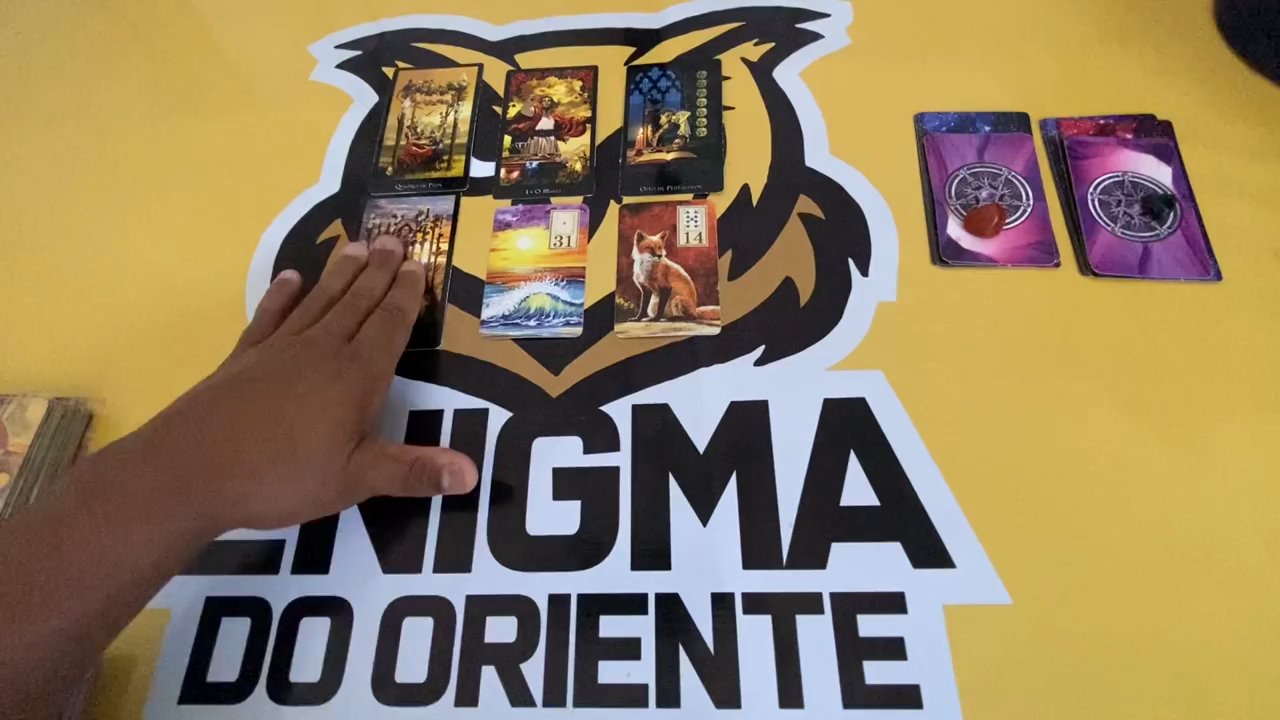 QUATRO DE PAUS
I • O MAGO
OITO DE PENTÁCULOS
31
14
ENIGMA
DO ORIENTE